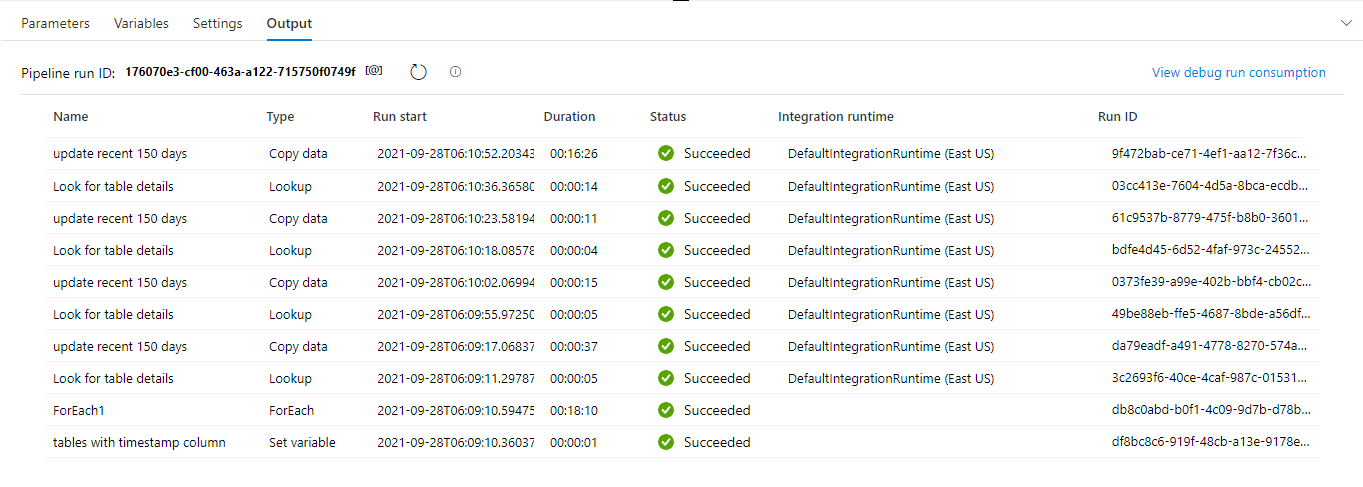 Parameters Variables Settings Output
Pipeline run ID: 176070e3-cf00-463a-a122-715750f0749f [@] View debug run consumption
Name Type Run start Duration Status Integration runtime Run ID
update recent 150 days Copy data 2021-09-28T06:10:52.20343 00:16:26 Succeeded DefaultIntegrationRuntime (East US) 9f472bab-ce71-4ef1-aa12-7f36c...
Look for table details Lookup 2021-09-28T06:10:36.36580 00:00:14 Succeeded DefaultIntegrationRuntime (East US) 03cc413e-7604-4d5a-8bca-ecdb...
update recent 150 days Copy data 2021-09-28T06:10:23.58194 00:00:11 Succeeded DefaultIntegrationRuntime (East US) 61c9537b-8779-475f-b8b0-3601...
Look for table details Lookup 2021-09-28T06:10:18.08578 00:00:04 Succeeded DefaultIntegrationRuntime (East US) bdfe4d45-6d52-4faf-973c-24552...
update recent 150 days Copy data 2021-09-28T06:10:02.06994 00:00:15 Succeeded DefaultIntegrationRuntime (East US) 0373fe39-a99e-402b-bbf4-cb02c...
Look for table details Lookup 2021-09-28T06:09:55.97250 00:00:05 Succeeded DefaultIntegrationRuntime (East US) 49be88eb-ffe5-4687-8bde-a56df...
update recent 150 days Copy data 2021-09-28T06:09:17.06837 00:00:37 Succeeded DefaultIntegrationRuntime (East US) da79eadf-a491-4778-8270-574a...
Look for table details Lookup 2021-09-28T06:09:11.29787 00:00:05 Succeeded DefaultIntegrationRuntime (East US) 3c2693f6-40ce-4caf-987c-01531...
ForEach1 ForEach 2021-09-28T06:09:10.59475 00:18:10 Succeeded db8c0abd-b0f1-4c09-9d7b-d78b...
tables with timestamp column Set variable 2021-09-28T06:09:10.36037 00:00:01 Succeeded df8bc8c6-919f-48cb-a13e-9178e...